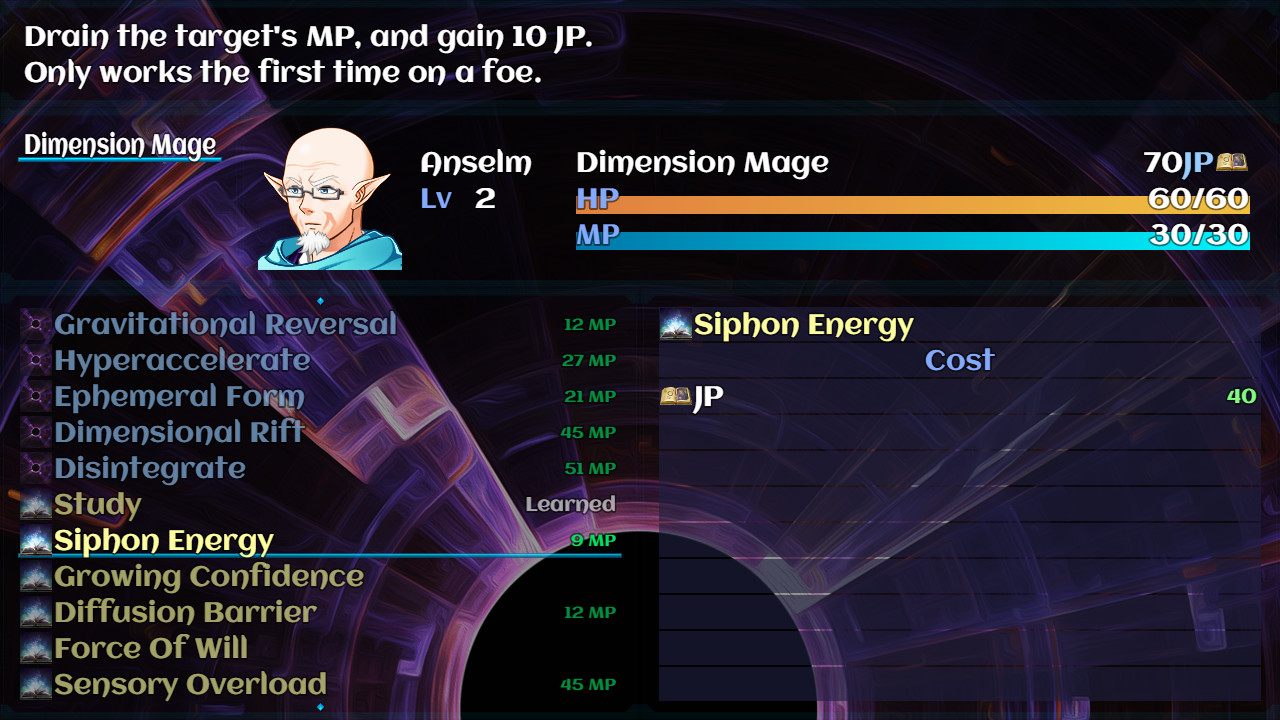 Drain the target's MP, and gain 10 JP.
Only works the first time on a foe.
Dimension Mage
Anselm
Lv 2
Dimension Mage
70JP
HP 60/60
MP 30/30
Gravitational Reversal 12 MP
Hyperaccelerate 27 MP
Ephemeral Form 21 MP
Dimensional Rift 45 MP
Disintegrate 51 MP
Study Learned
Siphon Energy 9 MP
Growing Confidence
Diffusion Barrier 12 MP
Force Of Will
Sensory Overload 45 MP
Siphon Energy
Cost
JP 40